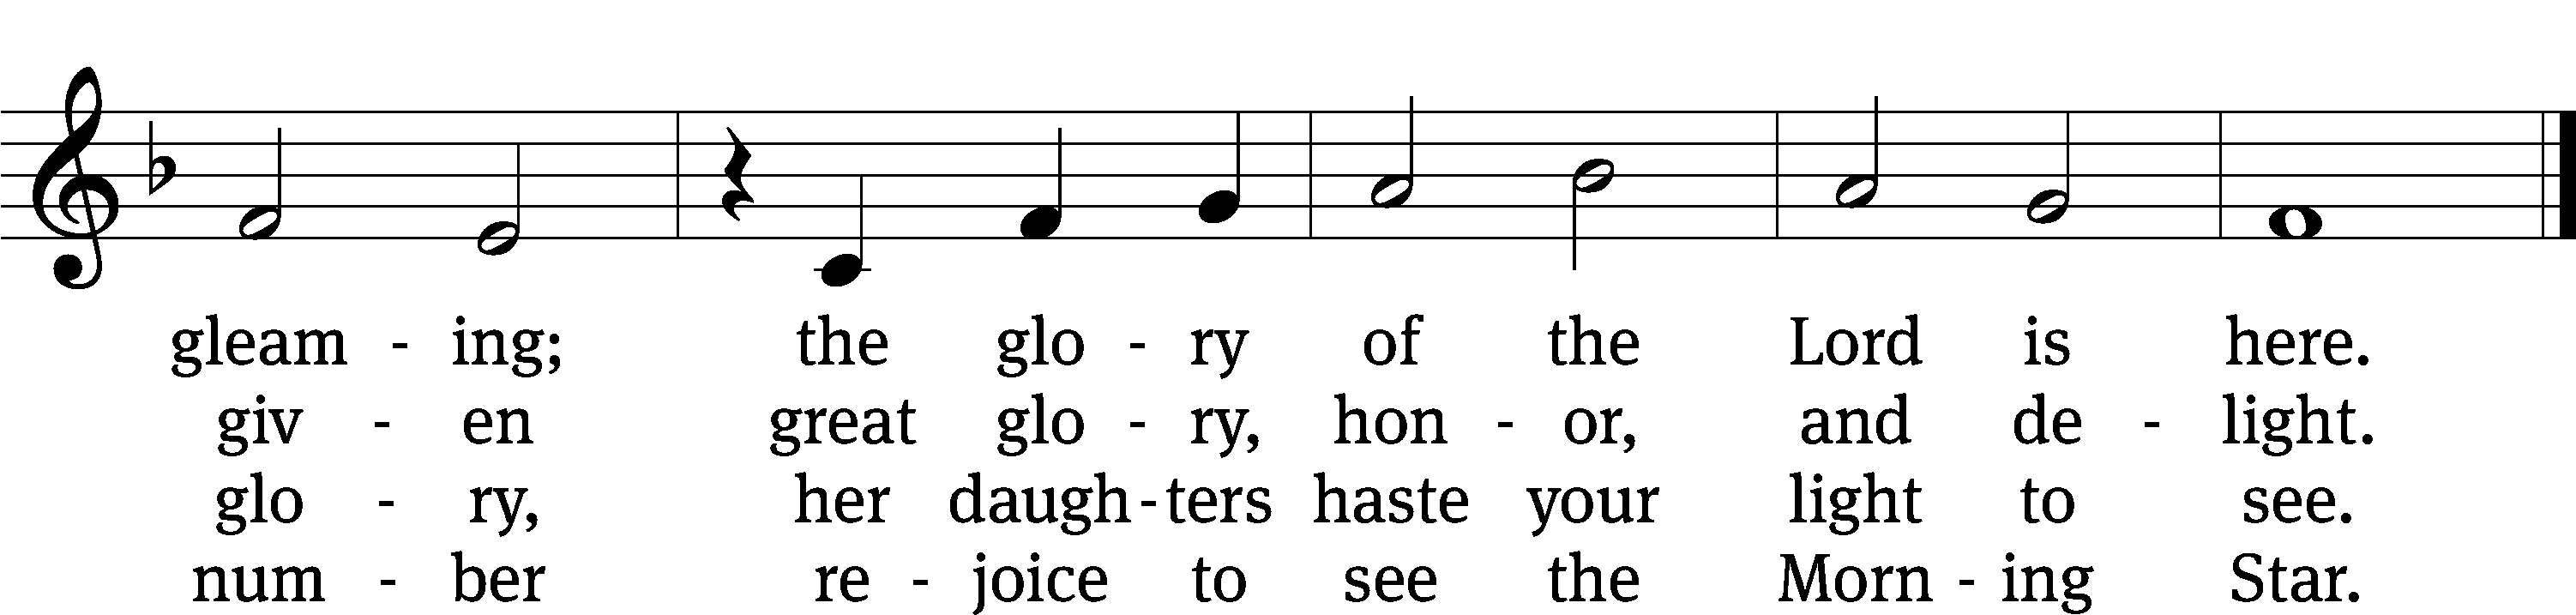 gleam - ing; the glo - ry of the Lord is here.
giv - en great glo - ry, hon - or, and de - light.
glo - ry, her daugh - ters haste your light to see.
num - ber re - joice to see the Morn - ing Star.